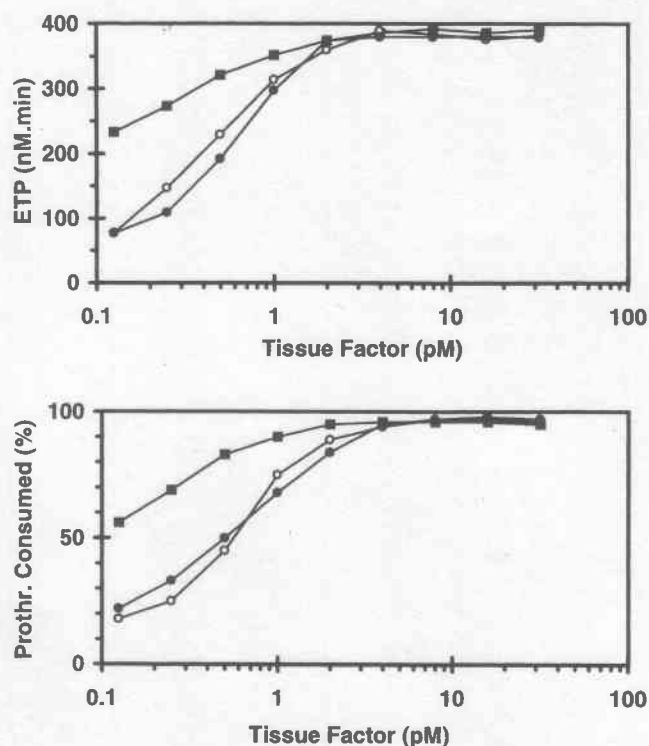 400
300
200
100
0
ETP (nM.min)
0.1 1 10 100
Tissue Factor (pM)
100
50
0
Prothr. Consumed (%)
0.1 1 10 100
Tissue Factor (pM)